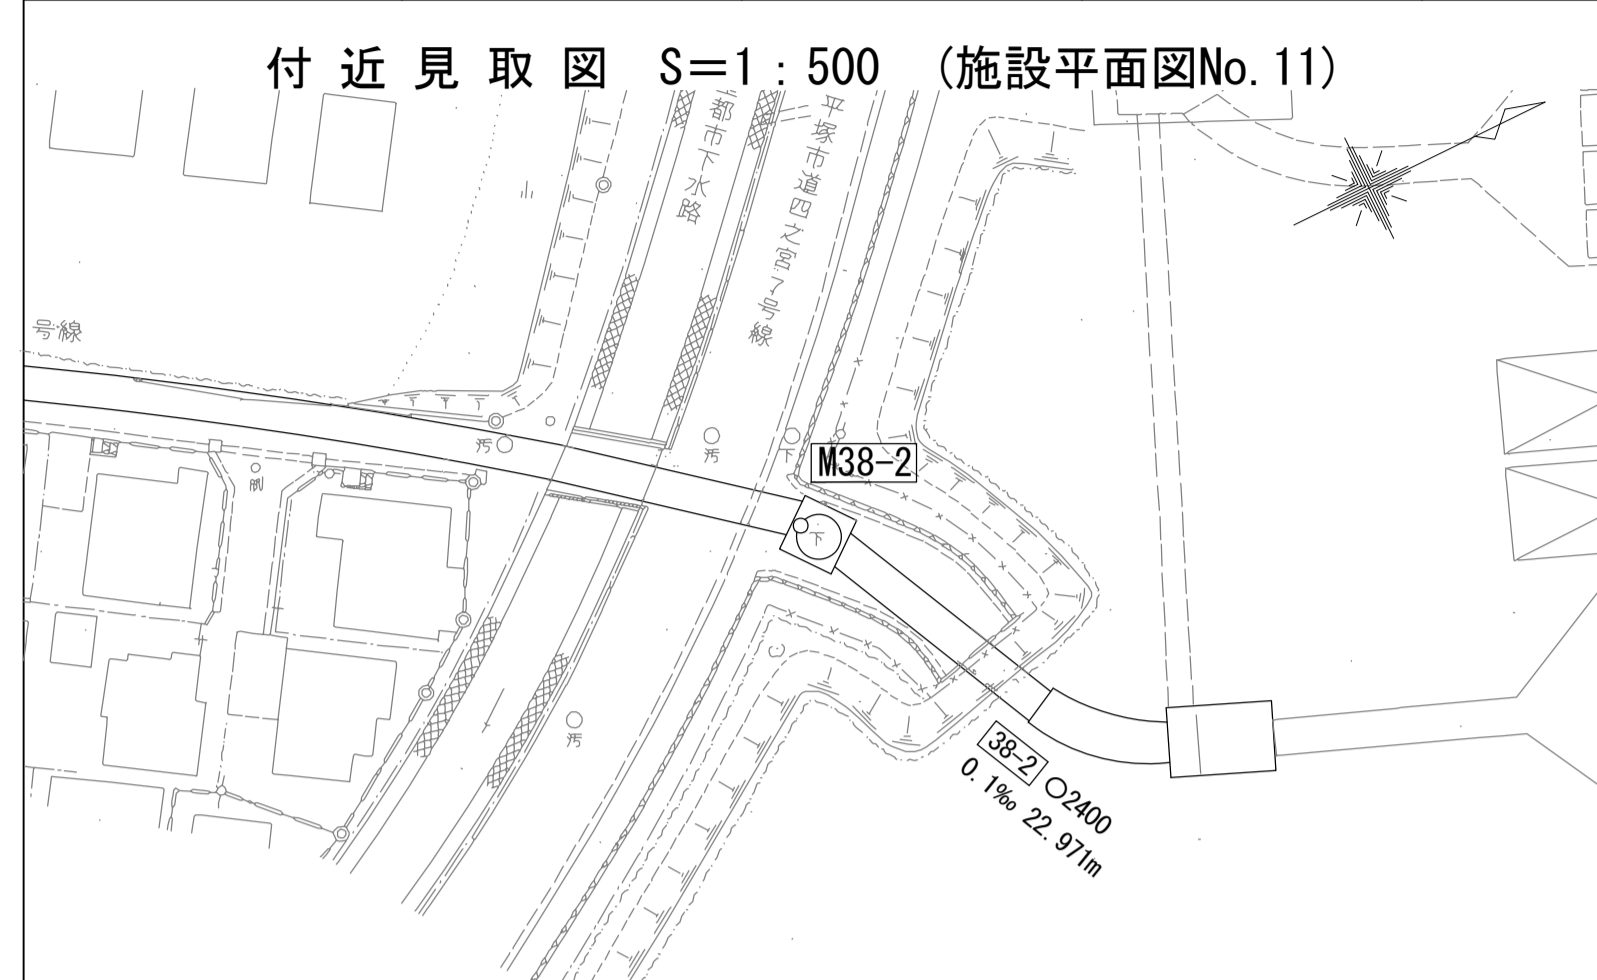 付近見取図 S=1:500 (施設平面図No.11)
都市下水路
平塚市道四之宮7号線
号線
汚
汚
下
M38-2
下
汚
38-2 ○2400
0.1‰ 22.971m